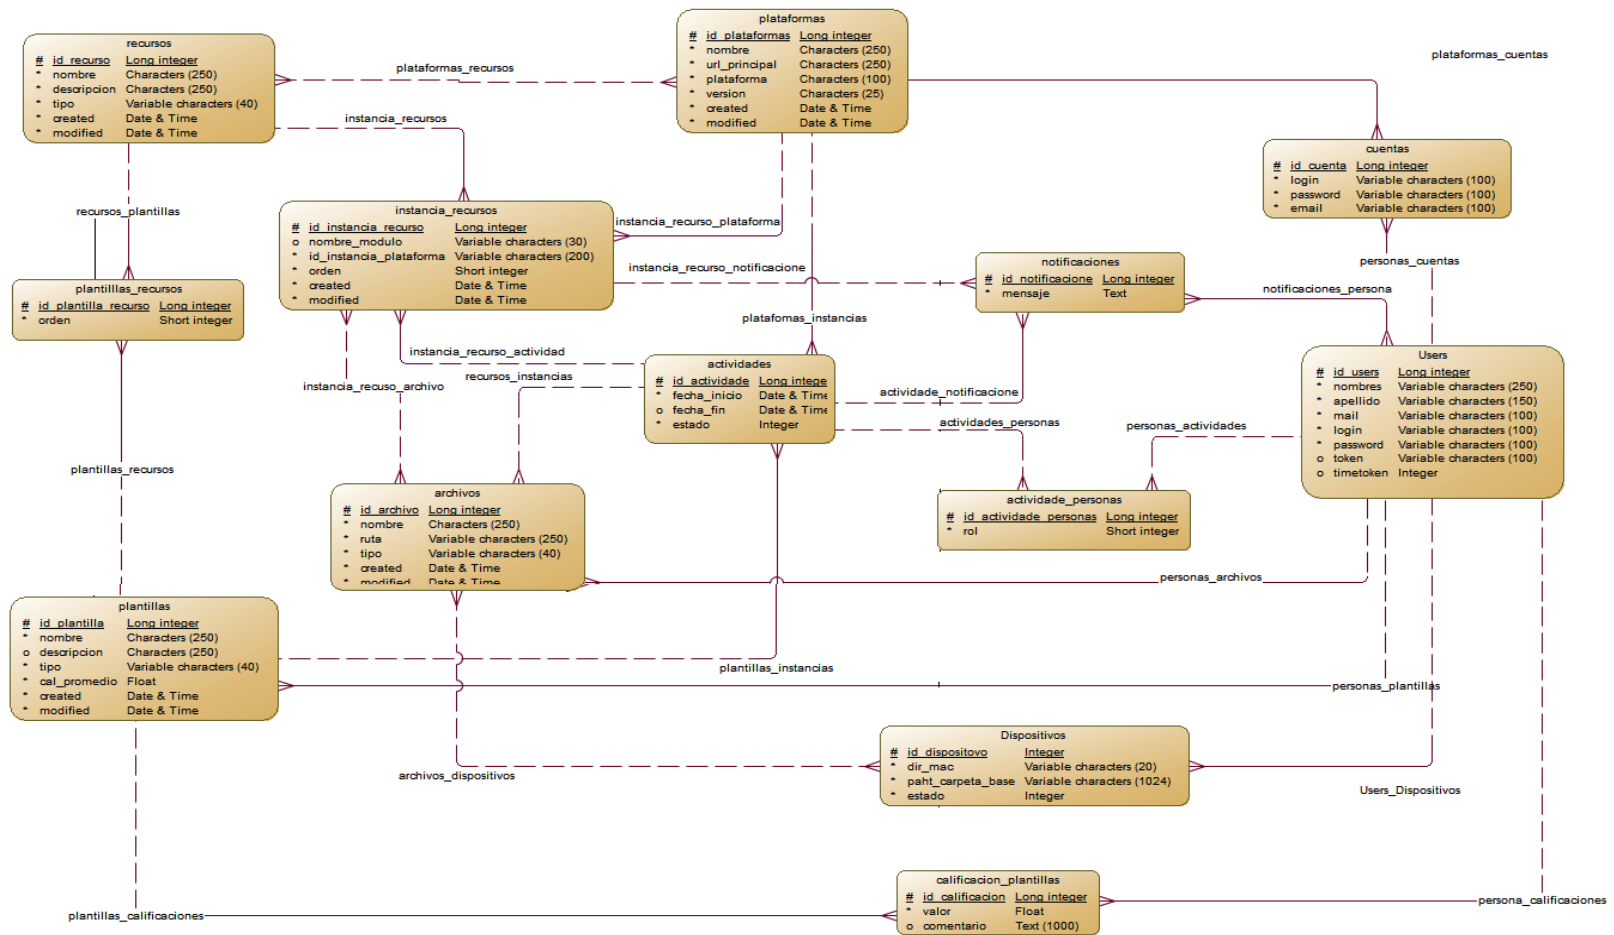 plataformas
# id_plataformas Long integer
* nombre Characters (250)
* url_principal Characters (250)
* plataforma Characters (100)
* version Characters (25)
* created Date & Time
* modified Date & Time
recursos
# id_recurso Long integer
* nombre Characters (250)
* descripcion Characters (250)
* tipo Variable characters (40)
* created Date & Time
* modified Date & Time
plataformas_recursos
plataformas_cuentas
instancia_recursos
cuentas
# id_cuenta Long integer
* login Variable characters (100)
* password Variable characters (100)
* email Variable characters (100)
recursos_plantillas
instancia_recursos
# id_instancia_recurso Long integer
o nombre_modulo Variable characters (30)
* id_instancia_plataforma Variable characters (200)
* orden Short integer
* created Date & Time
* modified Date & Time
instancia_recurso_plataforma
personas_cuentas
instancia_recurso_notificacione
notificaciones
# id_notificacione Long integer
* mensaje Text
notificaciones_persona
plantilllas_recursos
# id_plantilla_recurso Long integer
* orden Short integer
platafomas_instancias
instancia_recurso_actividad
recursos_instancias
instancia_recuso_archivo
actividades
# id_actividade Long intege
* fecha_inicio Date & Time
o fecha_fin Date & Time
* estado Integer
actividade_notificacione
actividades_personas
personas_actividades
Users
# id_users Long integer
* nombres Variable characters (250)
* apellido Variable characters (150)
* mail Variable characters (100)
* login Variable characters (100)
* password Variable characters (100)
o token Variable characters (100)
o timetoken Integer
plantillas_recursos
archivos
# id_archivo Long integer
* nombre Characters (250)
* ruta Variable characters (250)
* tipo Variable characters (40)
* created Date & Time
* modified Date & Time
actividade_personas
# id_actividade_personas Long integer
* rol Short integer
personas_archivos
plantillas
# id_plantilla Long integer
* nombre Characters (250)
o descripcion Characters (250)
* tipo Variable characters (40)
* cal_promedio Float
* created Date & Time
* modified Date & Time
plantillas_instancias
personas_plantillas
archivos_dispositivos
Dispositivos
# id_dispositovo Integer
* dir_mac Variable characters (20)
* paht_carpeta_base Variable characters (1024)
* estado Integer
Users_Dispositivos
calificacion_plantillas
# id_calificacion Long integer
* valor Float
o comentario Text (1000)
plantillas_calificaciones
persona_calificaciones